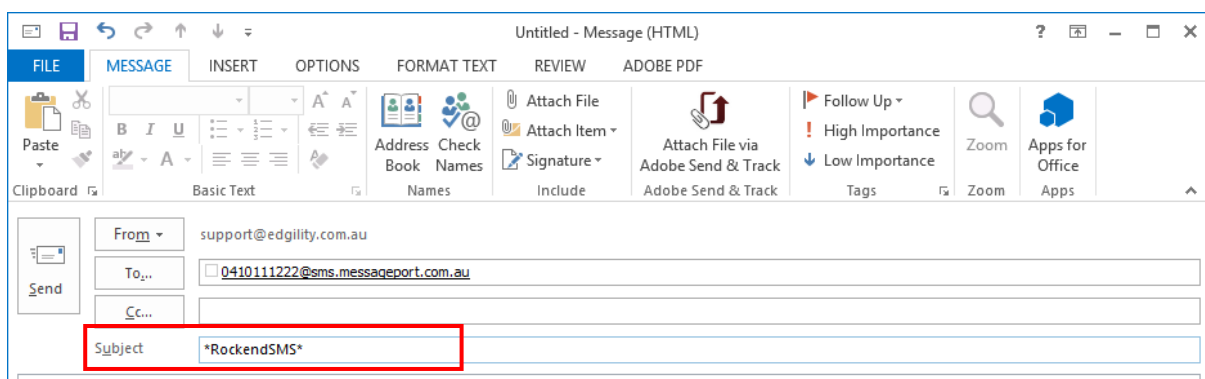 Untitled - Message (HTML)
FILE MESSAGE INSERT OPTIONS FORMAT TEXT REVIEW ADOBE PDF
Paste
Clipboard
B I U
A A
aby A
Basic Text
Address Book
Check Names
Names
Attach File
Attach Item
Signature
Include
Attach File via
Adobe Send & Track
Adobe Send & Track
Follow Up
High Importance
Low Importance
Tags
Zoom
Zoom
Apps for
Office
Apps
Send
From support@edgility.com.au
To... 0410111222@sms.messageport.com.au
Cc...
Subject *RockendSMS*